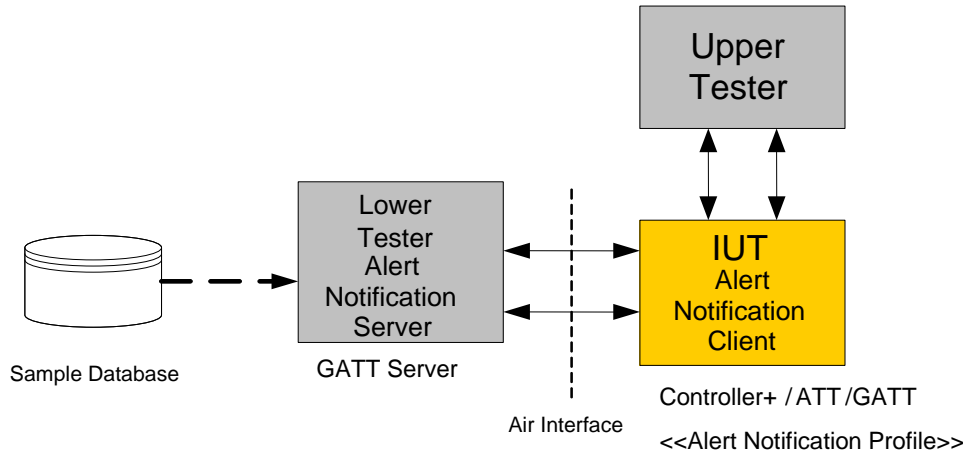 Upper
Tester
Lower
Tester
Alert
Notification
Server
IUT
Alert
Notification
Client
Sample Database
GATT Server
Air Interface
Controller+ /ATT/GATT
<<Alert Notification Profile>>